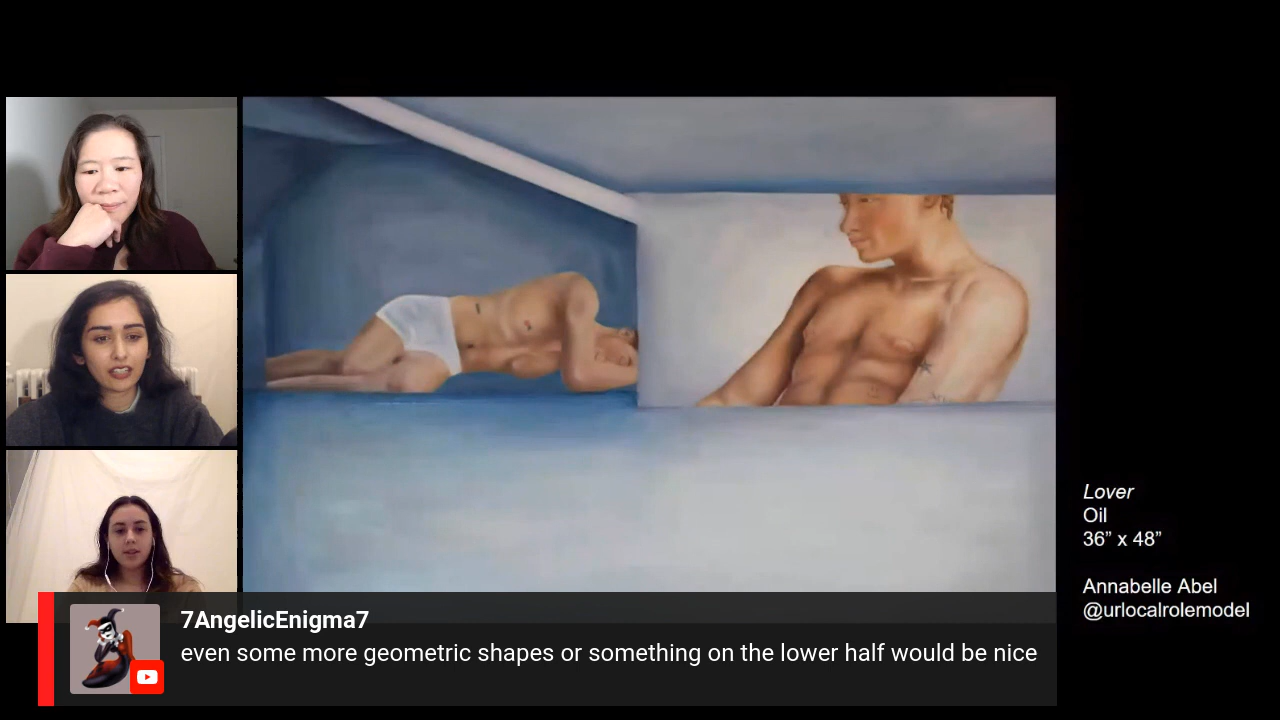 Lover
Oil
36” x 48”
Annabelle Abel
@urlocalrolemodel
7AngelicEnigma7
even some more geometric shapes or something on the lower half would be nice